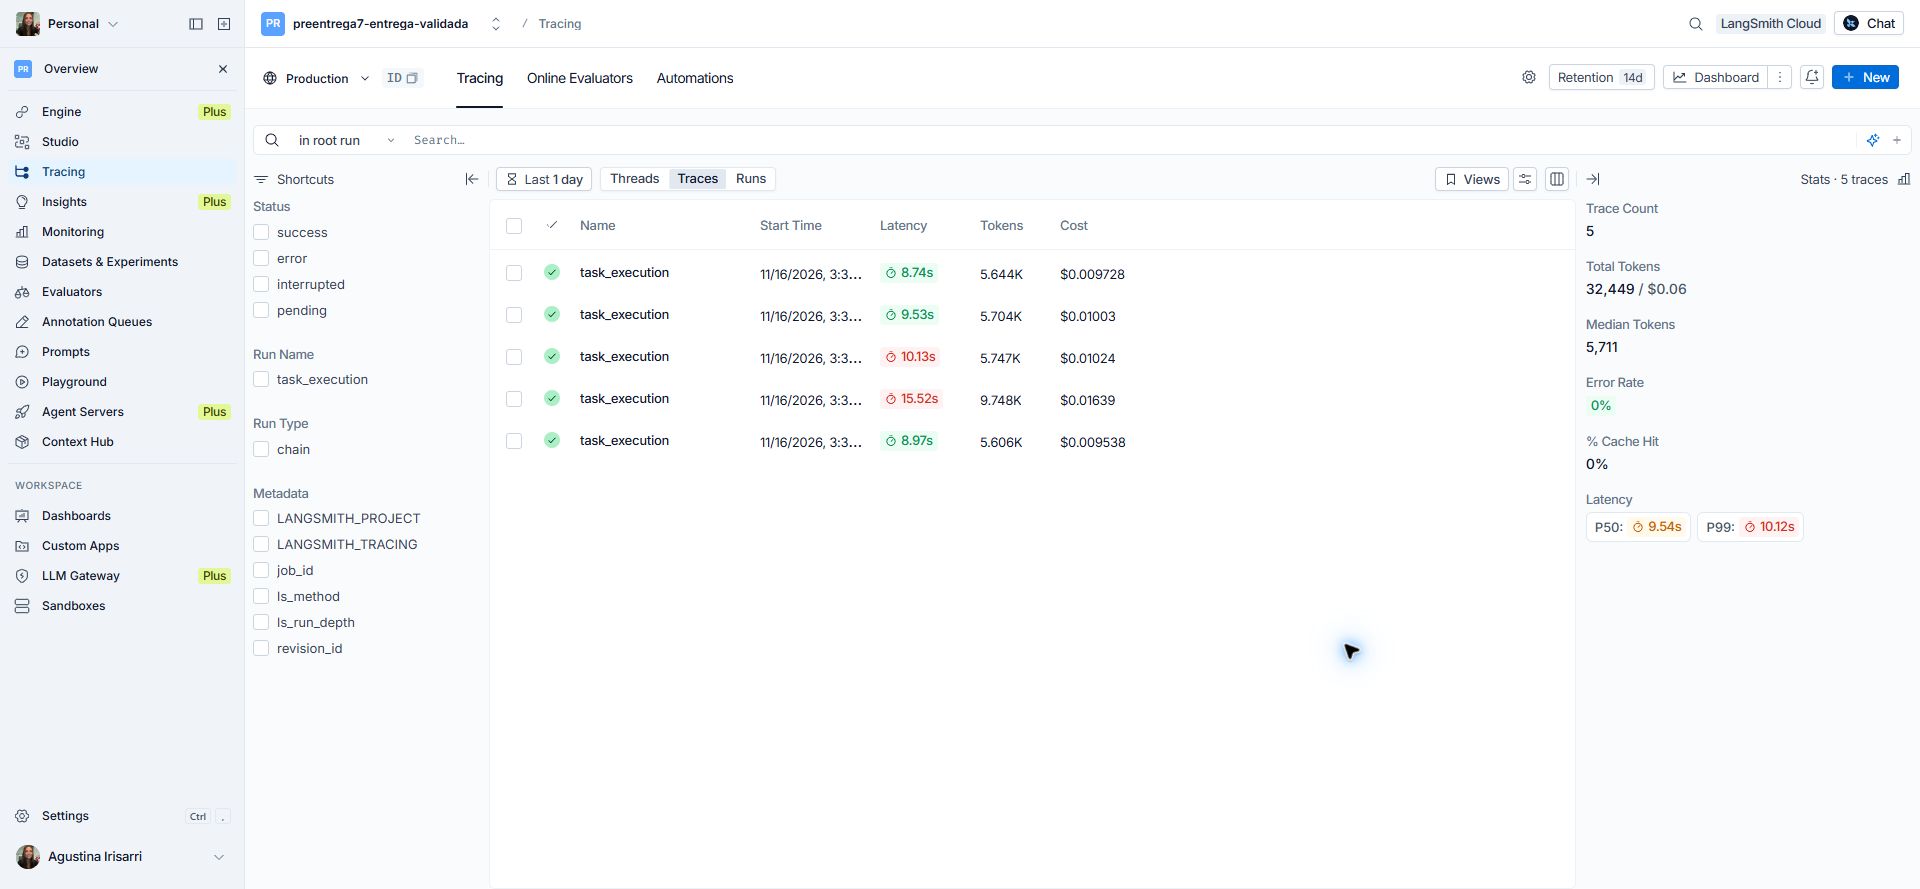 Personal
PR preentrega7-entrega-validada / Tracing
LangSmith Cloud
Chat
PR Overview
Engine Plus
Studio
Tracing
Insights Plus
Monitoring
Datasets & Experiments
Evaluators
Annotation Queues
Prompts
Playground
Agent Servers Plus
Context Hub
WORKSPACE
Dashboards
Custom Apps
LLM Gateway Plus
Sandboxes
Settings Ctrl .
Agustina Irisarri
Production ID Tracing Online Evaluators Automations
Retention 14d Dashboard + New
in root run Search...
Shortcuts
Status
success
error
interrupted
pending
Run Name
task_execution
Run Type
chain
Metadata
LANGSMITH_PROJECT
LANGSMITH_TRACING
job_id
ls_method
ls_run_depth
revision_id
Last 1 day Threads Traces Runs
Views
Name Start Time Latency Tokens Cost
task_execution 11/16/2026, 3:3... 8.74s 5.644K $0.009728
task_execution 11/16/2026, 3:3... 9.53s 5.704K $0.01003
task_execution 11/16/2026, 3:3... 10.13s 5.747K $0.01024
task_execution 11/16/2026, 3:3... 15.52s 9.748K $0.01639
task_execution 11/16/2026, 3:3... 8.97s 5.606K $0.009538
Stats · 5 traces
Trace Count
5
Total Tokens
32,449 / $0.06
Median Tokens
5,711
Error Rate
0%
% Cache Hit
0%
Latency
P50: 9.54s P99: 10.12s